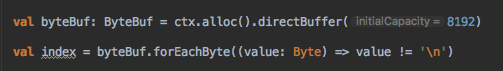 val byteBuf: ByteBuf = ctx.alloc().directBuffer( initialCapacity = 8192)
val index = byteBuf.forEachByte((value: Byte) => value != '\n')